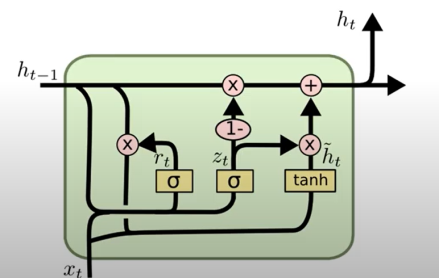 h_t
h_{t-1}
x +
1-
x r_t z_t x h̃_t
σ σ tanh
x_t